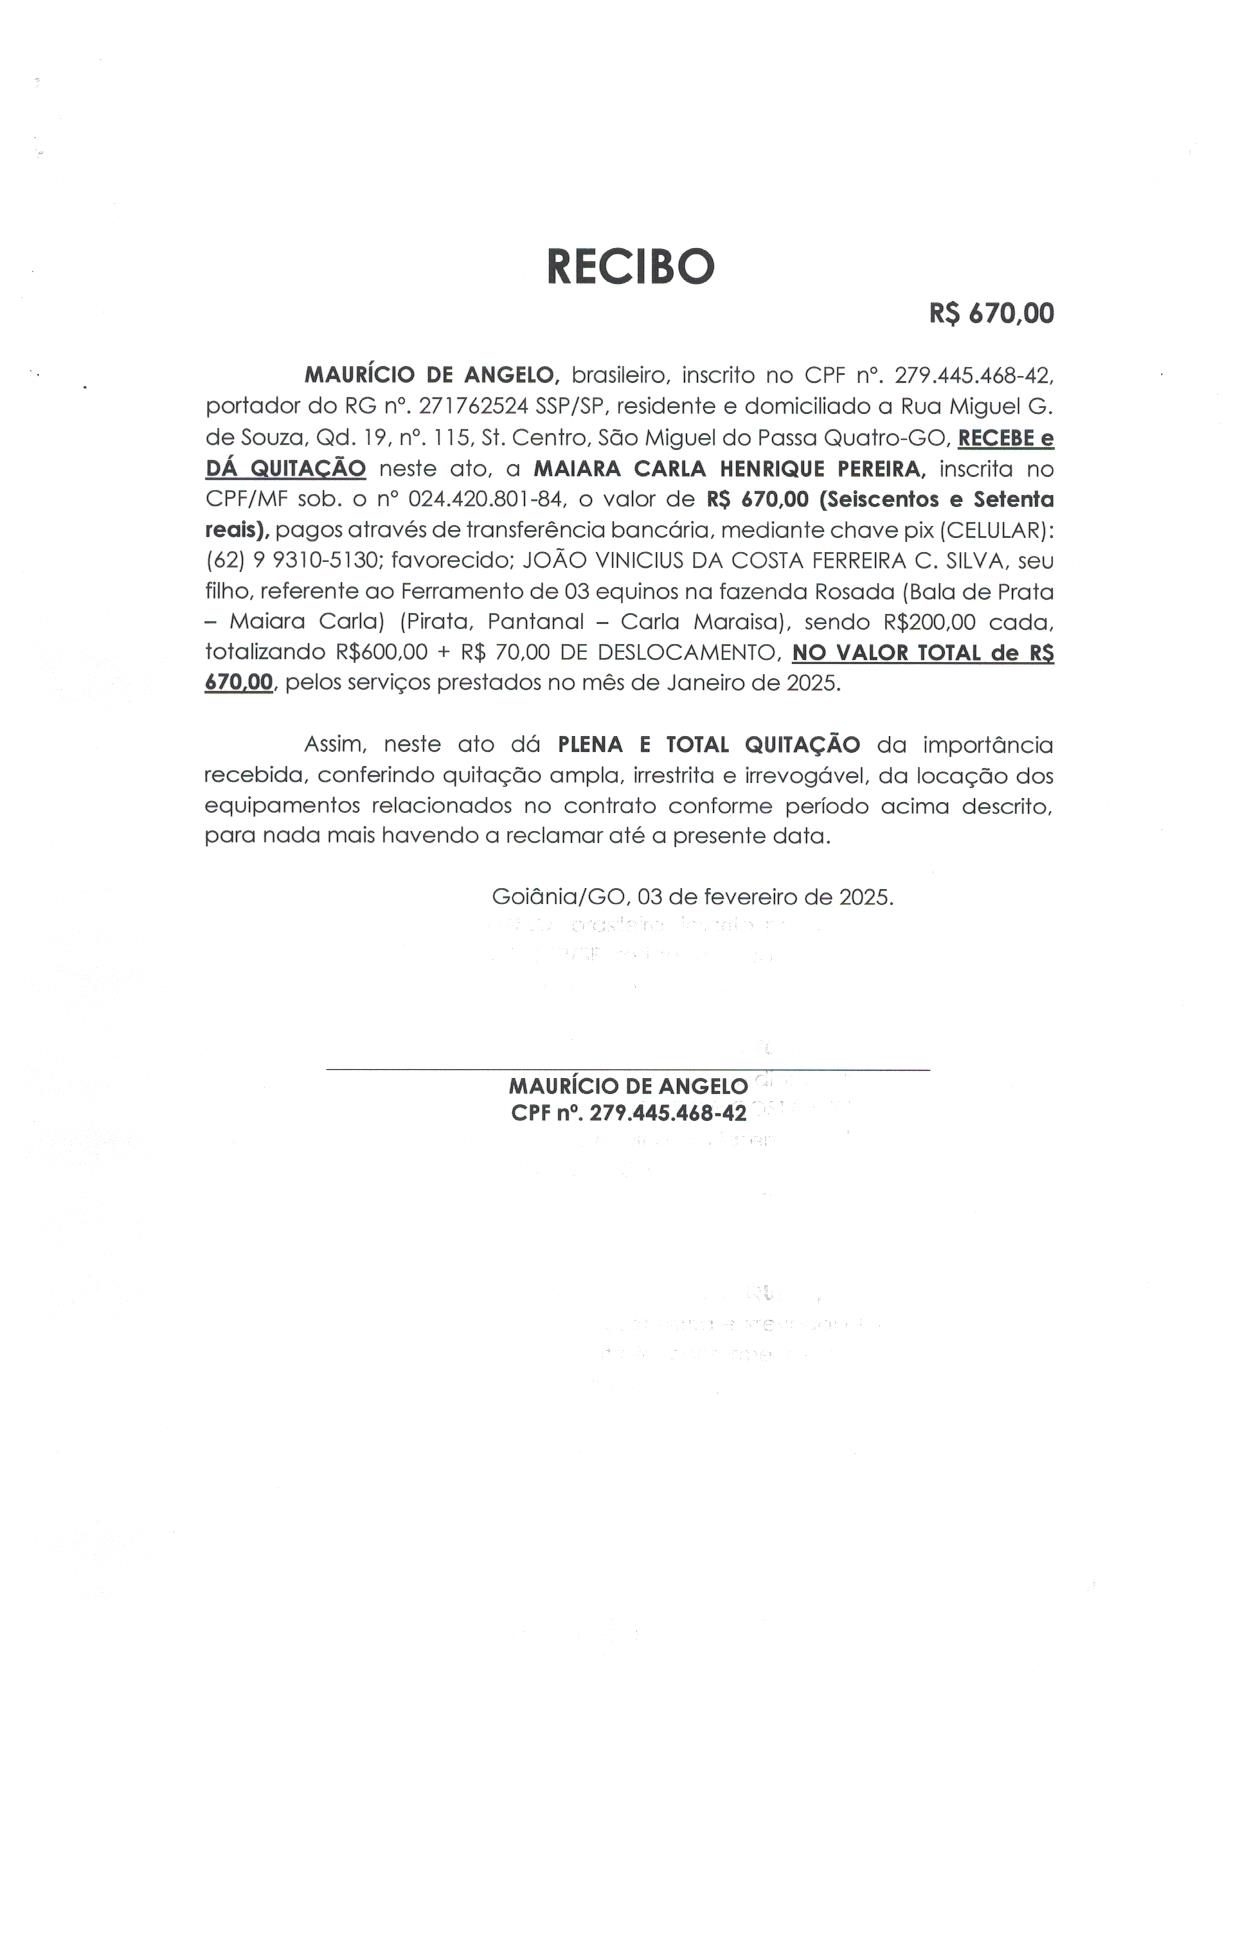 RECIBO
R$ 670,00
MAURÍCIO DE ANGELO, brasileiro, inscrito no CPF nº. 279.445.468-42,
portador do RG nº. 271762524 SSP/SP, residente e domiciliado a Rua Miguel G.
de Souza, Qd. 19, nº. 115, St. Centro, São Miguel do Passa Quatro-GO, RECEBE e
DÁ QUITAÇÃO neste ato, a MAIARA CARLA HENRIQUE PEREIRA, inscrita no
CPF/MF sob. o nº 024.420.801-84, o valor de R$ 670,00 (Seiscentos e Setenta
reais), pagos através de transferência bancária, mediante chave pix (CELULAR):
(62) 9 9310-5130; favorecido; JOÃO VINICIUS DA COSTA FERREIRA C. SILVA, seu
filho, referente ao Ferramento de 03 equinos na fazenda Rosada (Bala de Prata
– Maiara Carla) (Pirata, Pantanal – Carla Maraisa), sendo R$200,00 cada,
totalizando R$600,00 + R$ 70,00 DE DESLOCAMENTO, NO VALOR TOTAL de R$
670,00, pelos serviços prestados no mês de Janeiro de 2025.
Assim, neste ato dá PLENA E TOTAL QUITAÇÃO da importância
recebida, conferindo quitação ampla, irrestrita e irrevogável, da locação dos
equipamentos relacionados no contrato conforme período acima descrito,
para nada mais havendo a reclamar até a presente data.
Goiânia/GO, 03 de fevereiro de 2025.
brasileiro
MAURÍCIO DE ANGELO
CPF nº. 279.445.468-42